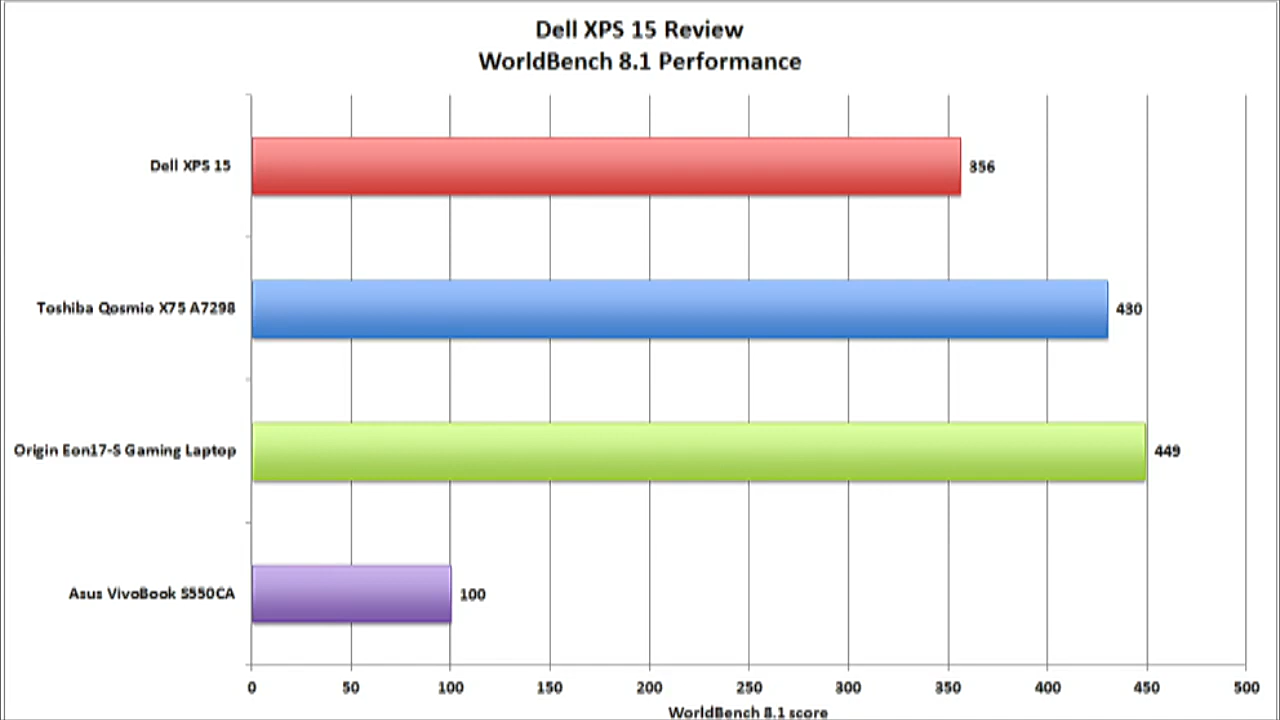 Dell XPS 15 Review
WorldBench 8.1 Performance
Dell XPS 15
356
Toshiba Qosmio X75 A7298
430
Origin Eon17-S Gaming Laptop
449
Asus VivoBook S550CA
100
0 50 100 150 200 250 300 350 400 450 500
WorldBench 8.1 score